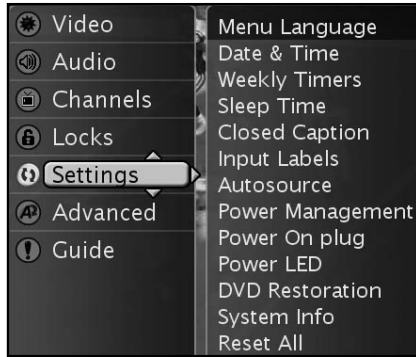 Video
Audio
Channels
Locks
Settings
Advanced
Guide
Menu Language
Date & Time
Weekly Timers
Sleep Time
Closed Caption
Input Labels
Autosource
Power Management
Power On plug
Power LED
DVD Restoration
System Info
Reset All